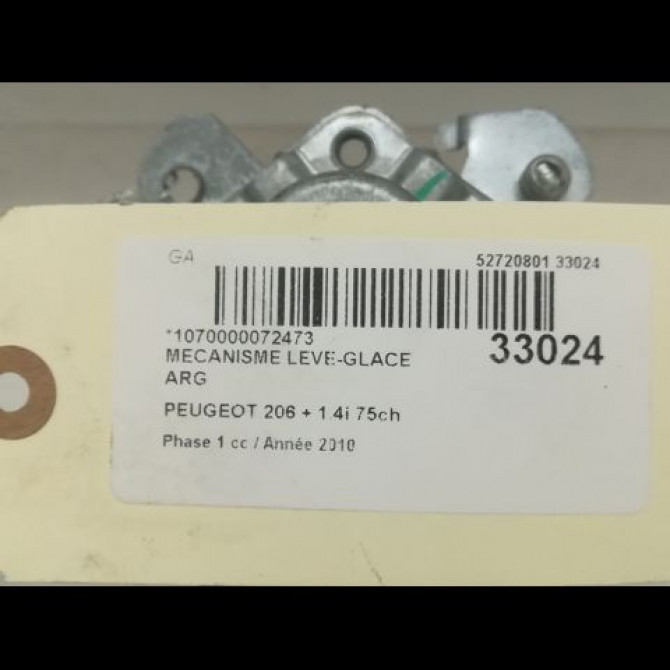 GA
52720801 33024
*1070000072473
33024
MECANISME LEVE-GLACE
ARG
PEUGEOT 206 + 1.4i 75ch
Phase 1 cc / Année 2010